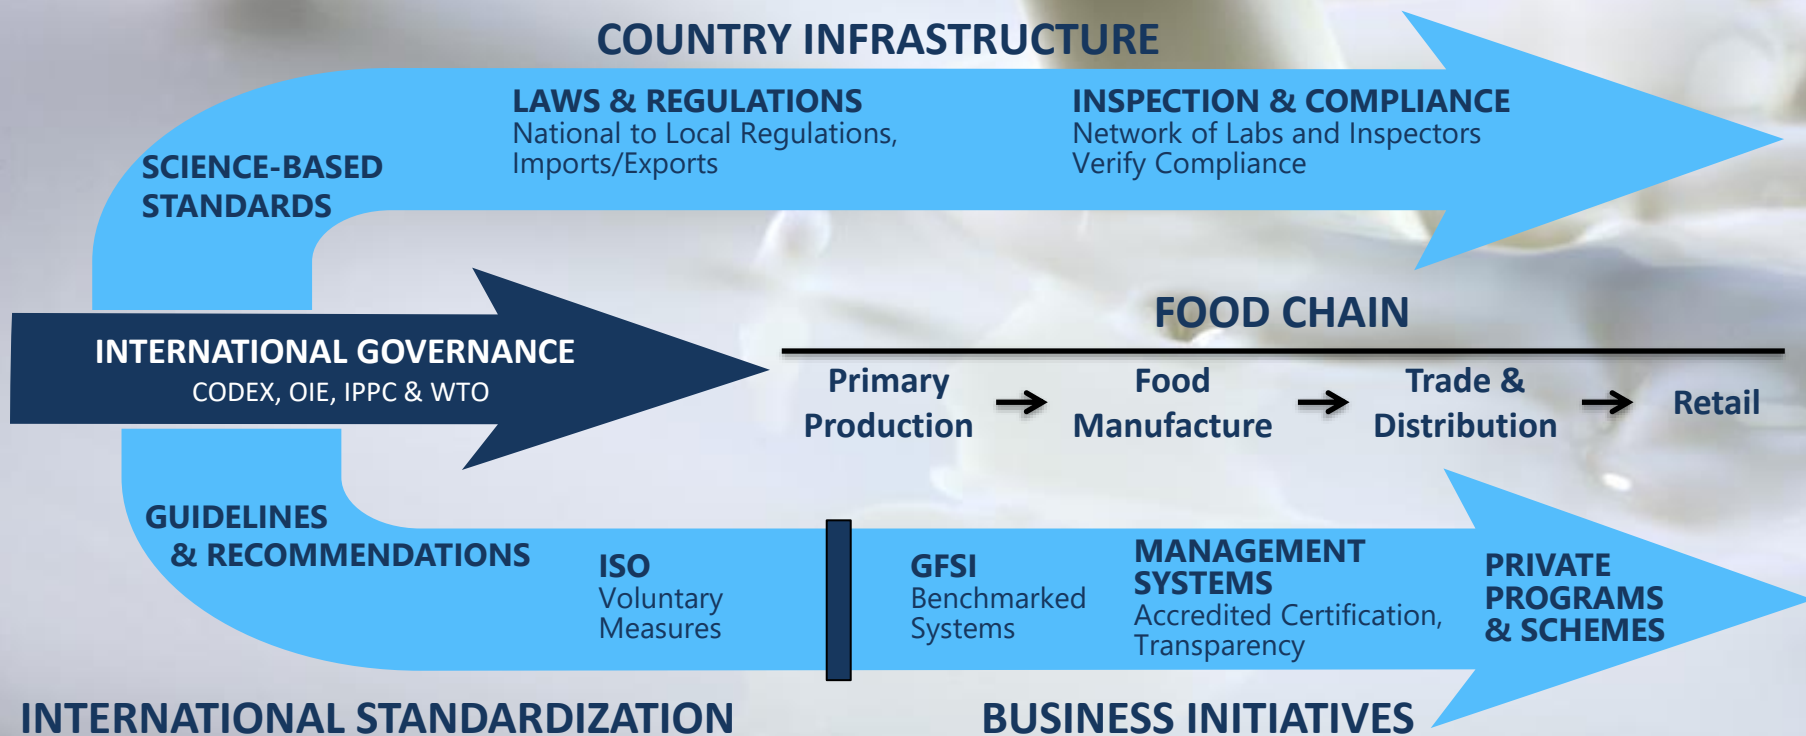 COUNTRY INFRASTRUCTURE
LAWS & REGULATIONS
National to Local Regulations,
Imports/Exports
INSPECTION & COMPLIANCE
Network of Labs and Inspectors
Verify Compliance
SCIENCE-BASED
STANDARDS
INTERNATIONAL GOVERNANCE
CODEX, OIE, IPPC & WTO
FOOD CHAIN
Primary
Production
Food
Manufacture
Trade &
Distribution
Retail
GUIDELINES
& RECOMMENDATIONS
ISO
Voluntary
Measures
GFSI
Benchmarked
Systems
MANAGEMENT
SYSTEMS
Accredited Certification,
Transparency
PRIVATE
PROGRAMS
& SCHEMES
INTERNATIONAL STANDARDIZATION
BUSINESS INITIATIVES